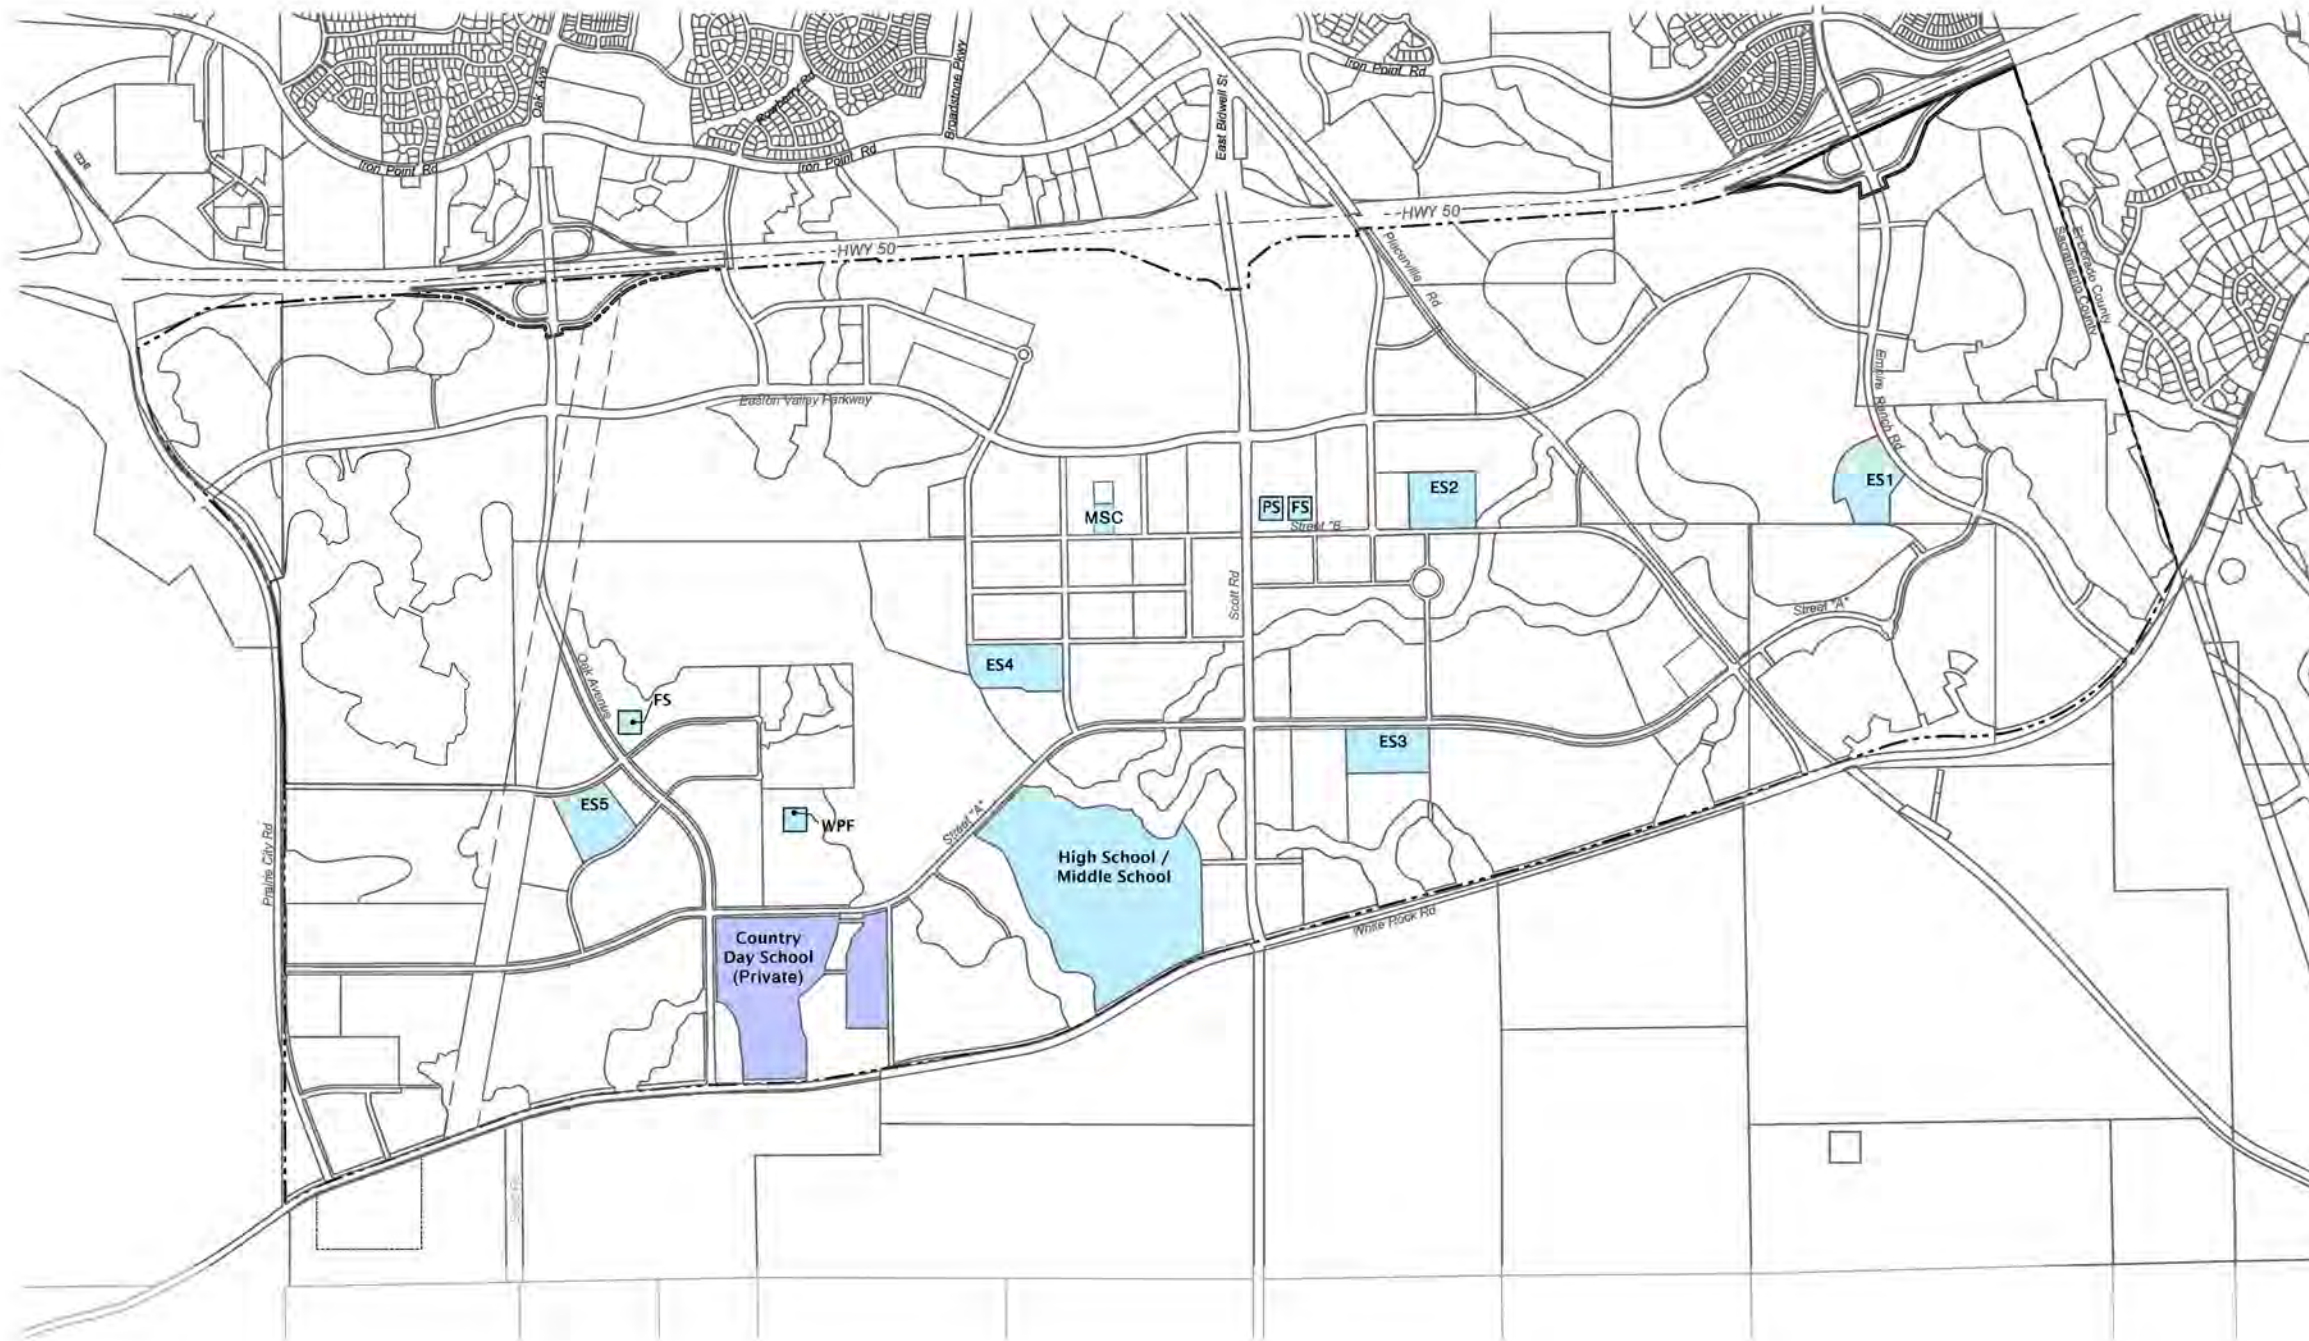 Oak Ave
Broadstone Pkwy
Iron Point Rd
East Bidwell St
Iron Point Rd
Iron Point Rd
HWY 50
HWY 50
Placerville Rd
El Dorado County
Sacramento County
Easton Valley Parkway
Empire Ranch Rd
ES1
ES2
MSC
PS
FS
Street "B
Scott Rd
Street "A"
ES4
Oak Avenue
FS
ES3
ES5
WPF
Street "A"
Prairie City Rd
High School /
Middle School
White Rock Rd
Country
Day School
(Private)